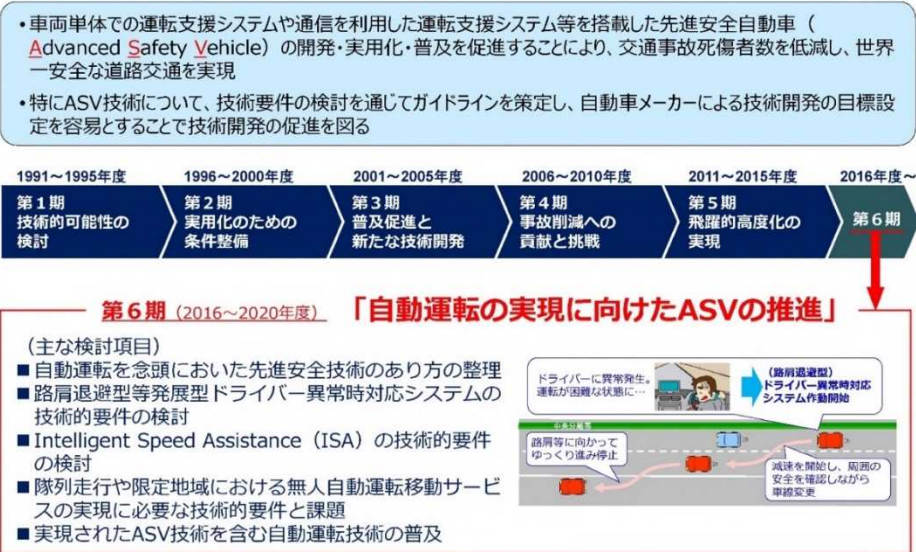 ・車両単体での運転支援システムや通信を利用した運転支援システム等を搭載した先進安全自動車（
Advanced Safety Vehicle）の開発・実用化・普及を促進することにより、交通事故死傷者数を低減し、世界
一安全な道路交通を実現
・特にASV技術について、技術要件の検討を通じてガイドラインを策定し、自動車メーカーによる技術開発の目標設
定を容易とすることで技術開発の促進を図る
1991～1995年度
1996～2000年度
2001～2005年度
2006～2010年度
2011～2015年度
2016年度～
第１期
技術的可能性の
検討
第２期
実用化のための
条件整備
第３期
普及促進と
新たな技術開発
第４期
事故削減への
貢献と挑戦
第５期
飛躍的高度化の
実現
第６期
第６期（2016～2020年度）「自動運転の実現に向けたASVの推進」
（主な検討項目）
■自動運転を念頭においた先進安全技術のあり方の整理
■路肩退避型等発展型ドライバー異常時対応システムの
技術的要件の検討
■Intelligent Speed Assistance（ISA）の技術的要件
の検討
■隊列走行や限定地域における無人自動運転移動サービ
スの実現に必要な技術的要件と課題
■実現されたASV技術を含む自動運転技術の普及
ドライバーに異常発生。
運転が困難な状態に…
（路肩退避型）
ドライバー異常時対応
システム作動開始
中央分離帯
路肩等に向かって
ゆっくり進み停止
減速を開始し、周囲の
安全を確認しながら
車線変更